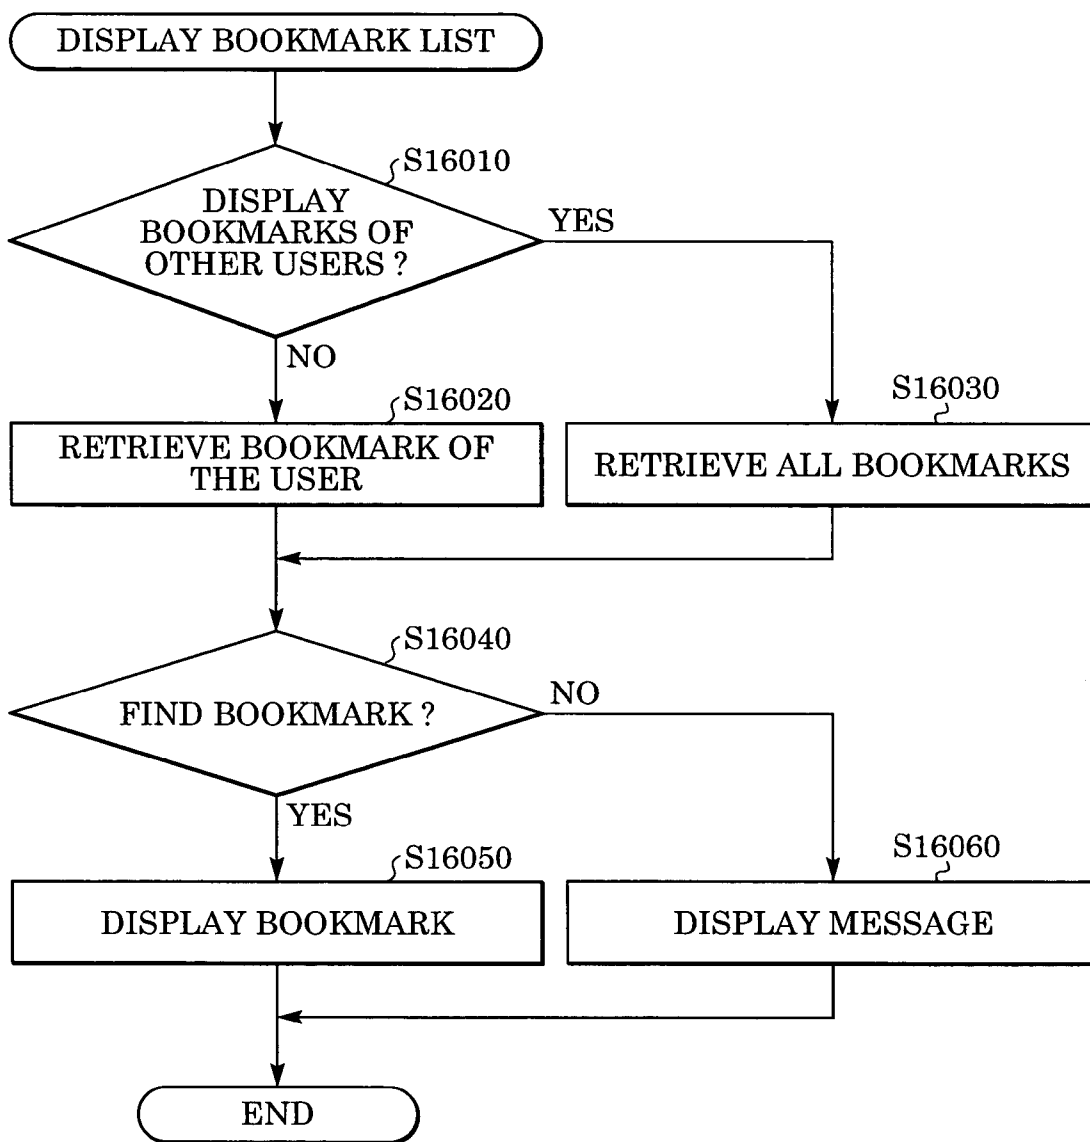 DISPLAY BOOKMARK LIST
S16010
DISPLAY
BOOKMARKS OF
OTHER USERS ?
YES
NO
S16020
RETRIEVE BOOKMARK OF
THE USER
S16030
RETRIEVE ALL BOOKMARKS
S16040
FIND BOOKMARK ?
NO
YES
S16050
DISPLAY BOOKMARK
S16060
DISPLAY MESSAGE
END